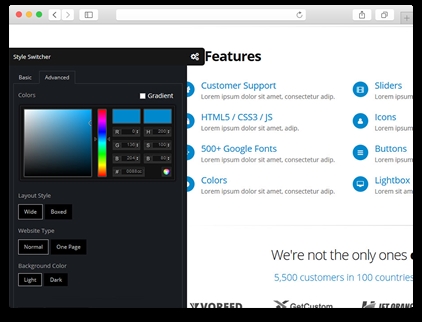 Style Switcher
Basic
Advanced
Colors
Gradient
R 0
H 200
G 136
S 100
B 204
B 80
# 0088cc
Layout Style
Wide
Boxed
Website Type
Normal
One Page
Background Color
Light
Dark
Features
Customer Support
Lorem ipsum dolor sit amet, consectetur adip.
HTML5 / CSS3 / JS
Lorem ipsum dolor sit amet, adip.
500+ Google Fonts
Lorem ipsum dolor sit amet, consectetur adip.
Colors
Lorem ipsum dolor sit amet, consectetur adip.
Sliders
Lorem ipsum
Icons
Lorem ipsum
Buttons
Lorem ipsum
Lightbox
Lorem sit amet
We're not the only ones
5,500 customers in 100 countries
VOREED
GetCustom
JET ORANGE